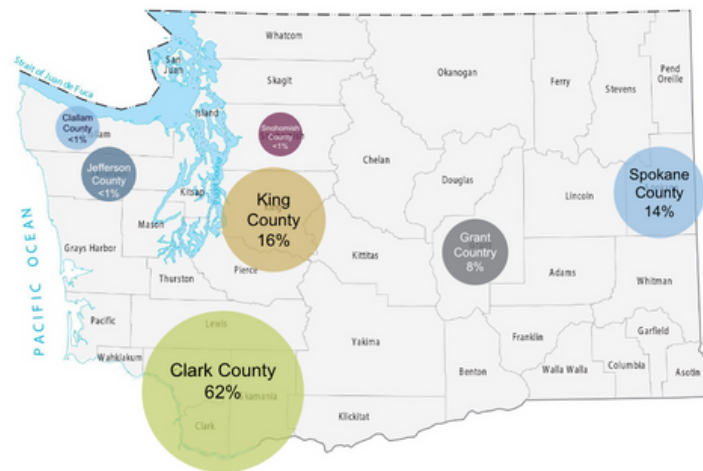 Whatcom
San
Juan
Skagit
Okanogan
Ferry
Stevens
Pend
Oreille
Strait of Juan de Fuca
Island
Clallam
County
<1%
Snohomish
County
<1%
Chelan
Douglas
Jefferson
County
<1%
Kitsap
King
County
16%
Lincoln
Spokane
County
14%
Mason
Grays Harbor
Grant
Country
8%
Kittitas
Pierce
Thurston
Adams
Whitman
PACIFIC OCEAN
Pacific
Lewis
Wahkiakum
Yakima
Franklin
Garfield
Benton
Walla Walla
Columbia
Asotin
Clark County
62%
Clark
Klickitat